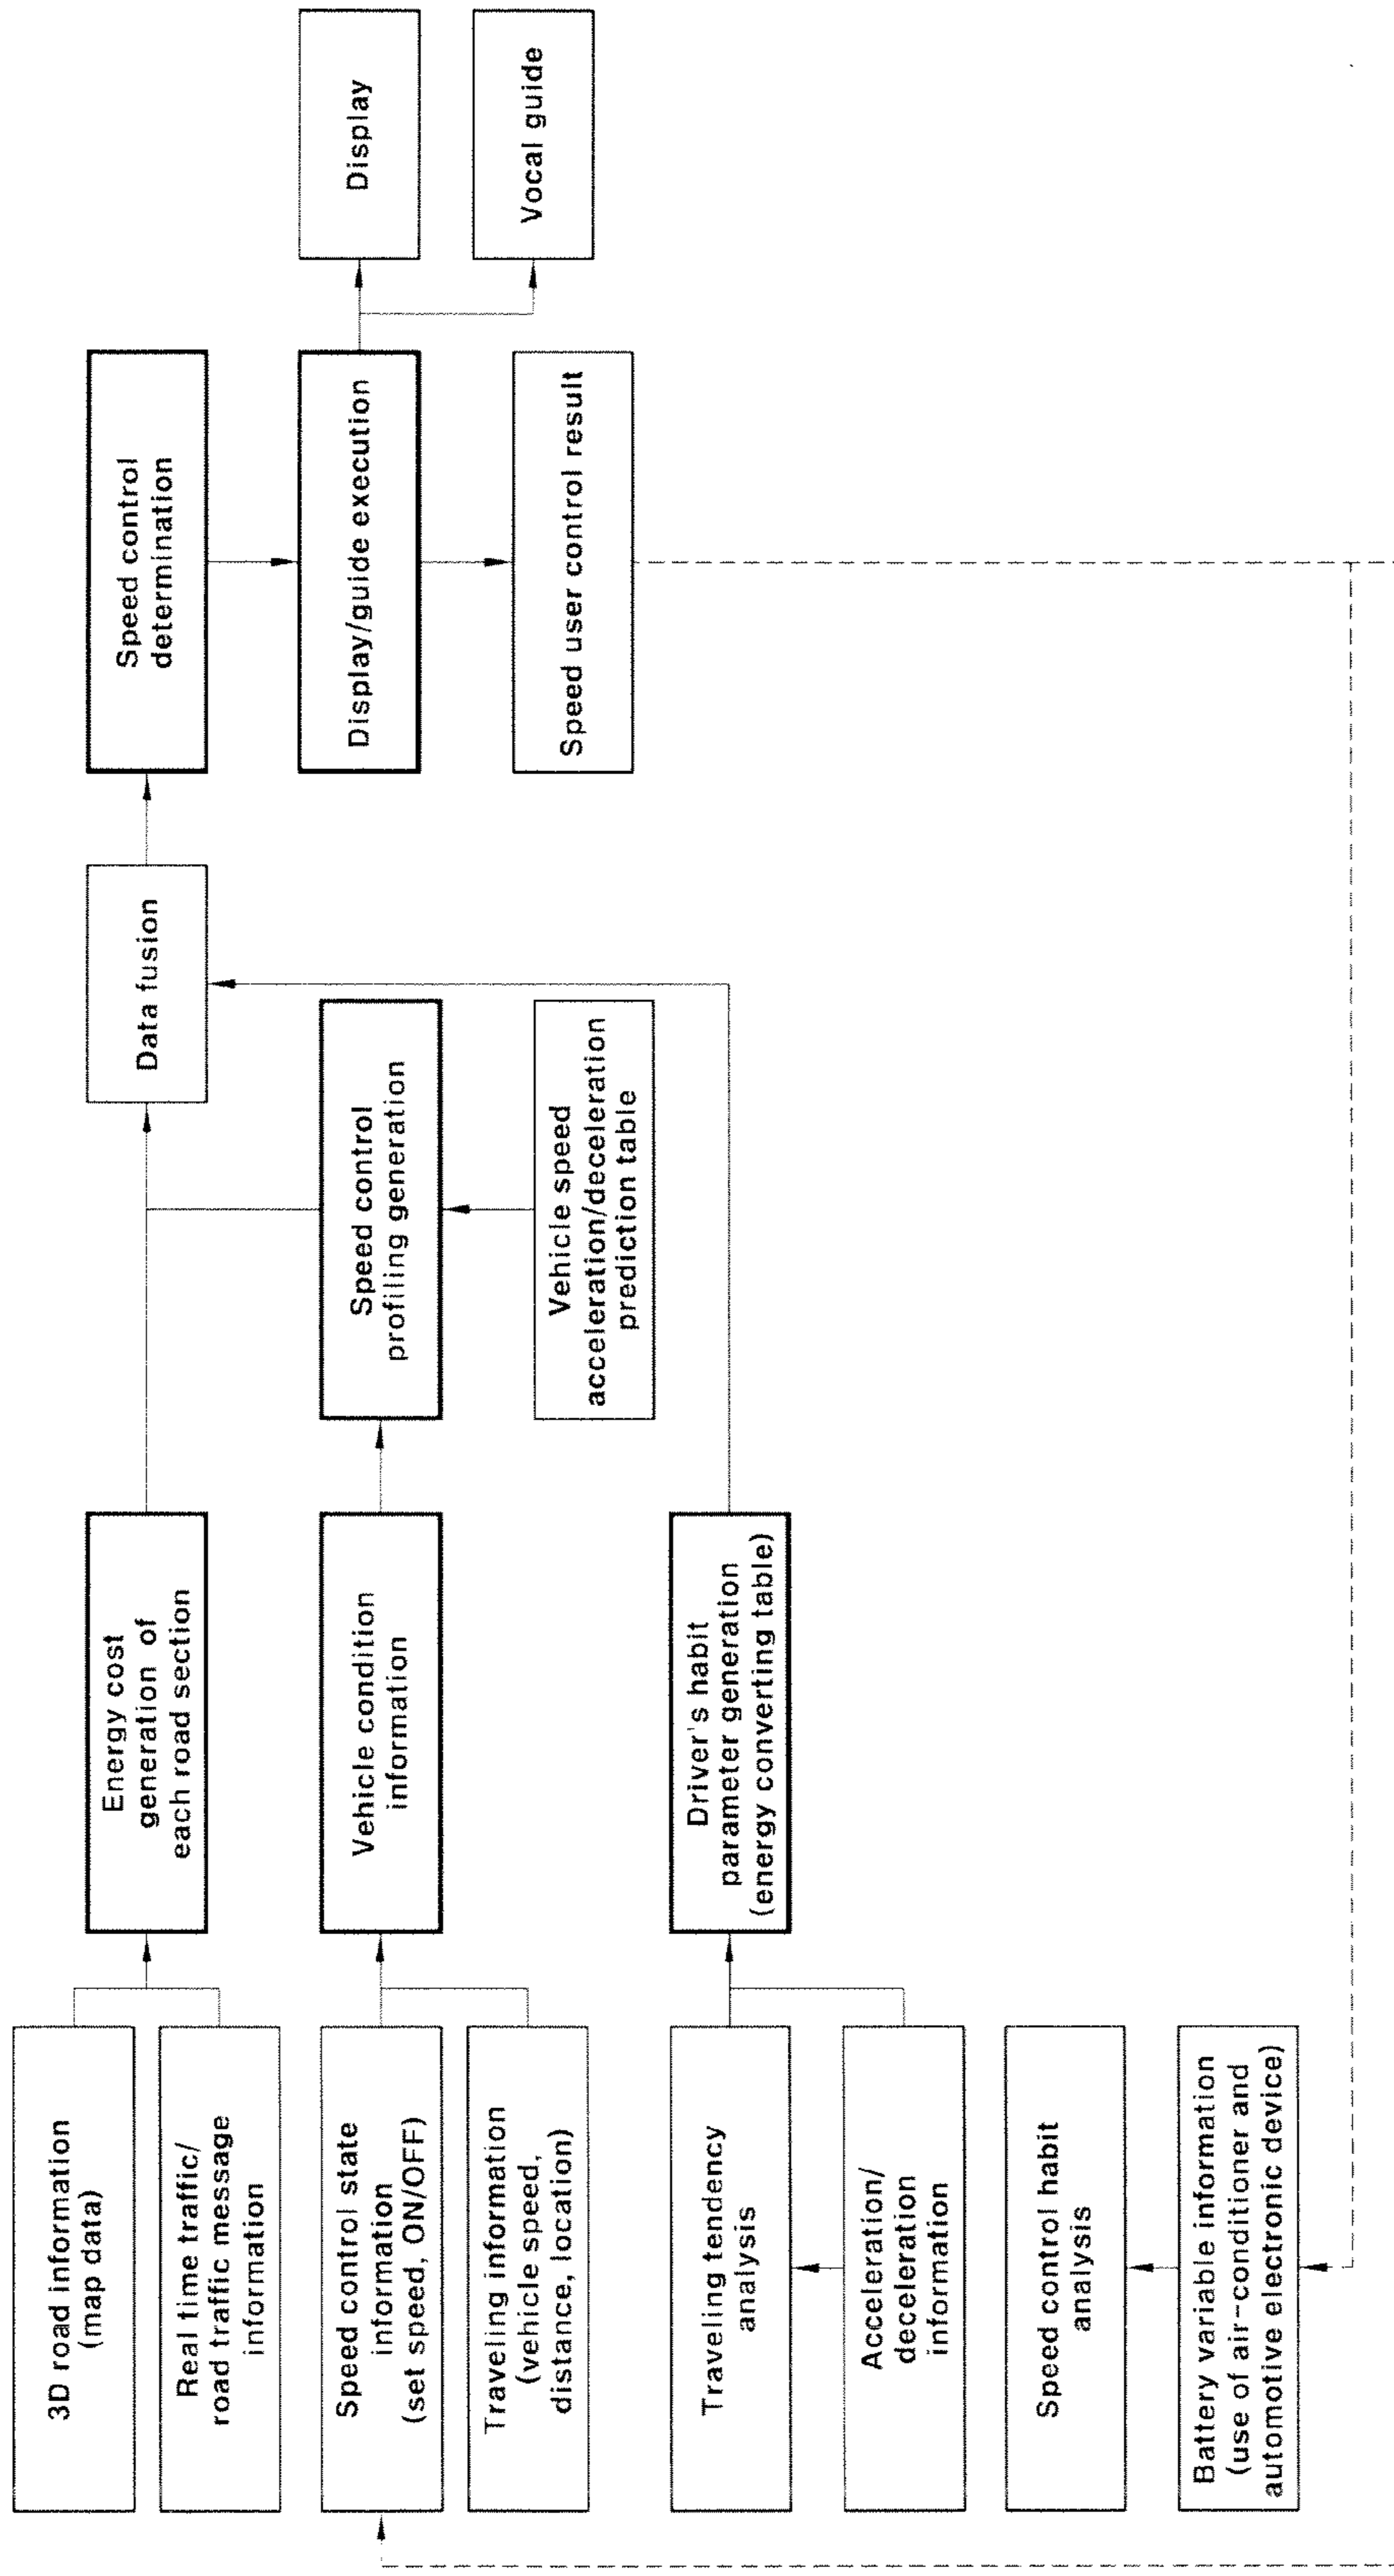 3D road information
(map data)
Real time traffic/
road traffic message
information
Speed control state
information
(set speed, ON/OFF)
Traveling information
(vehicle speed,
distance, location)
Traveling tendency
analysis
Acceleration/
deceleration
information
Speed control habit
analysis
Battery variable information
(use of air-conditioner and
automotive electronic device)
Energy cost
generation of
each road section
Vehicle condition
information
Driver's habit
parameter generation
(energy converting table)
Speed control
profiling generation
Vehicle speed
acceleration/deceleration
prediction table
Data fusion
Speed control
determination
Display/guide execution
Speed user control result
Display
Vocal guide